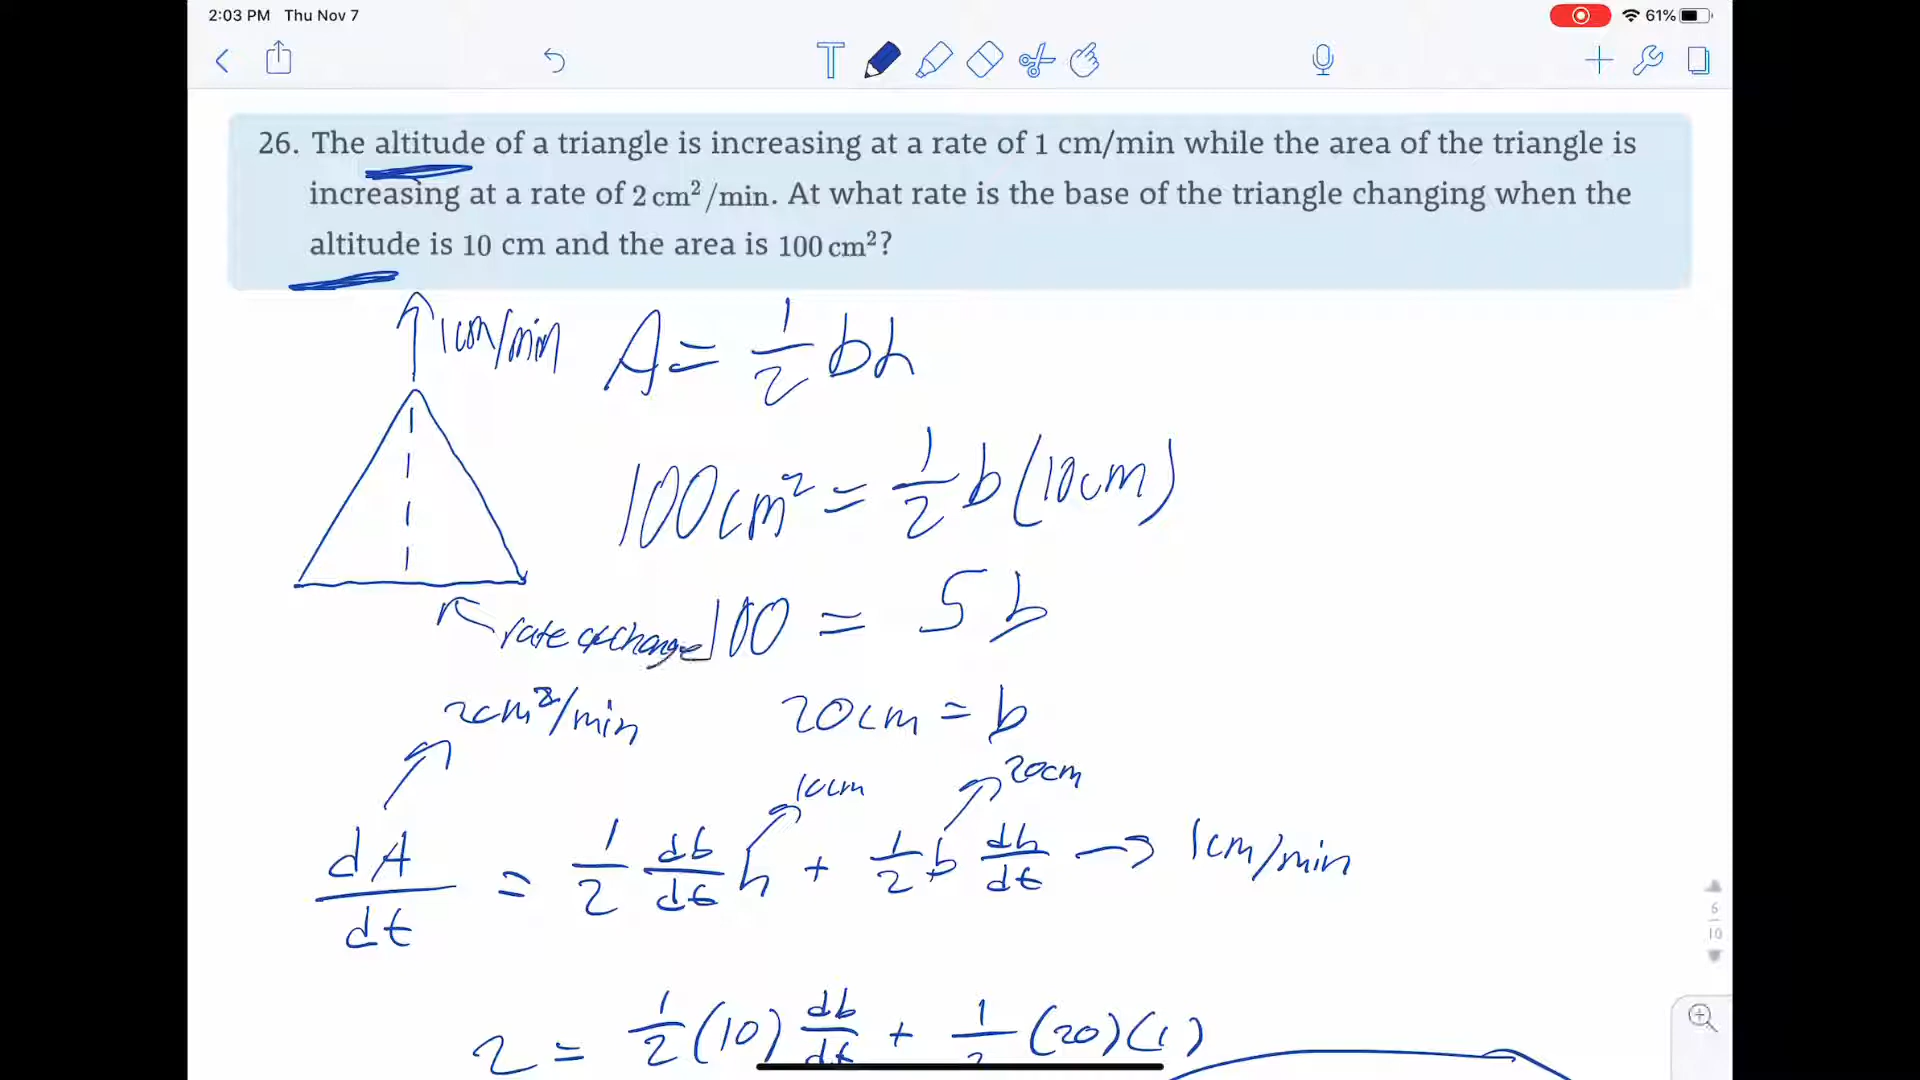 2:03 PM Thu Nov 7
61%
T
26. The altitude of a triangle is increasing at a rate of 1 cm/min while the area of the triangle is
increasing at a rate of 2 cm²/min. At what rate is the base of the triangle changing when the
altitude is 10 cm and the area is 100 cm²?
1cm/min
A = 1/2 bh
100cm² = 1/2 b (10cm)
100 = 5b
rate of change
2cm²/min
20cm = b
10cm
20cm
dA/dt = 1/2 db/dt h + 1/2 b dh/dt → 1cm/min
6
10
2 = 1/2 (10) db/dt + 1/2 (20)(1)